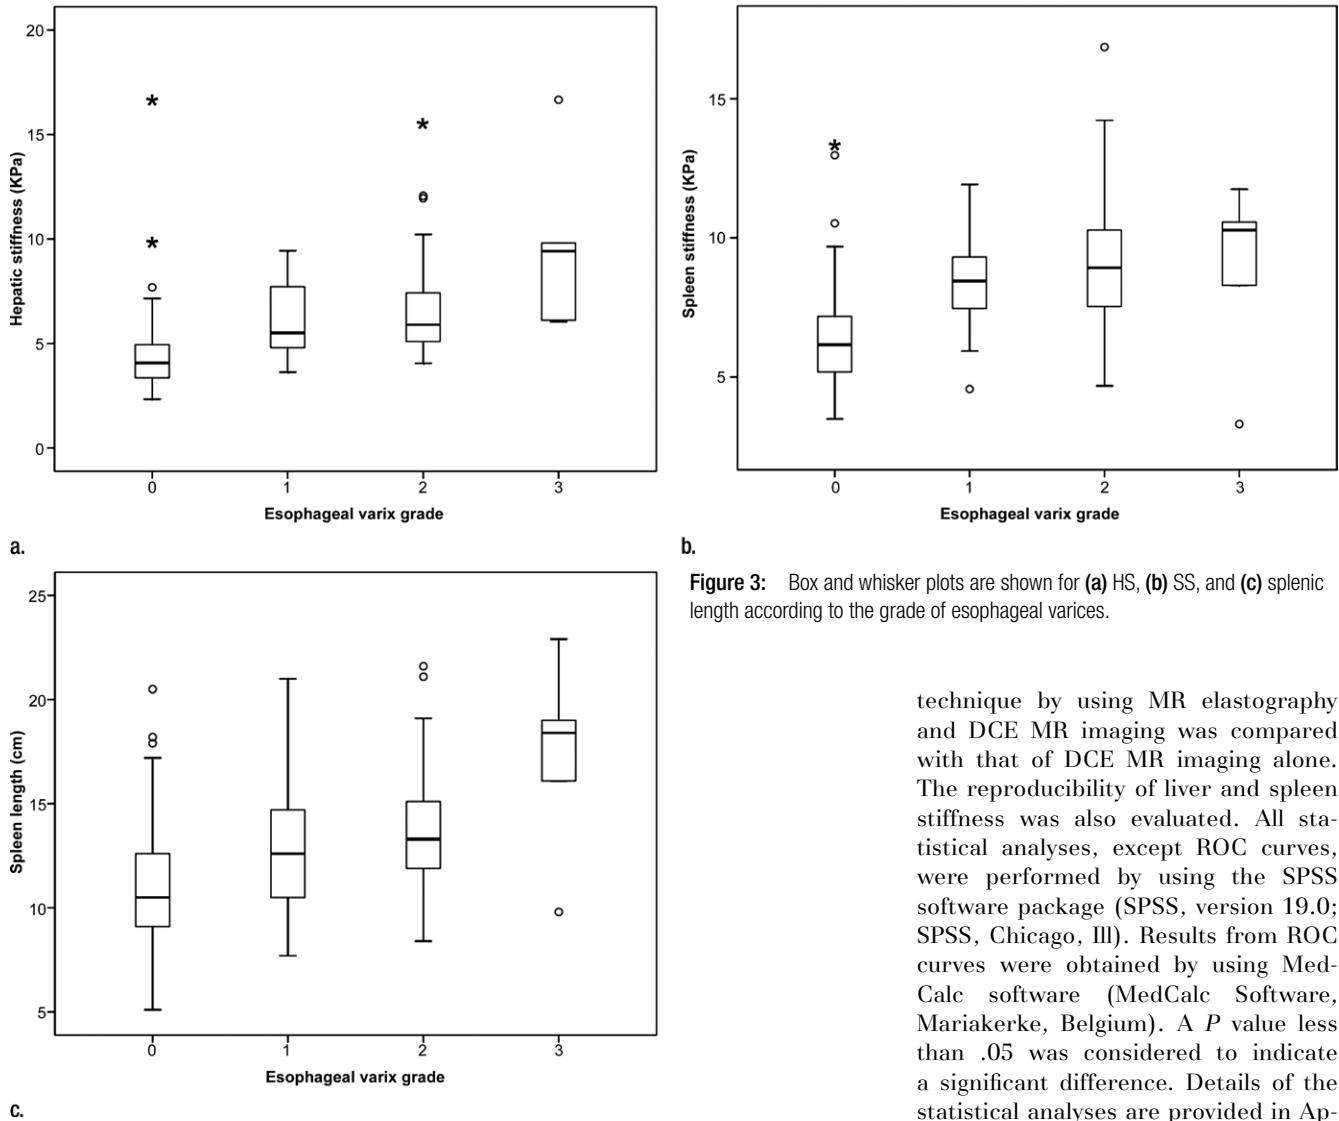 20
15
10
5
0
Hepatic stiffness (KPa)
0 1 2 3
Esophageal varix grade
a.
15
10
5
Spleen stiffness (KPa)
0 1 2 3
Esophageal varix grade
b.
Figure 3: Box and whisker plots are shown for (a) HS, (b) SS, and (c) splenic
length according to the grade of esophageal varices.
25
20
15
10
5
Spleen length (cm)
0 1 2 3
Esophageal varix grade
c.
technique by using MR elastography
and DCE MR imaging was compared
with that of DCE MR imaging alone.
The reproducibility of liver and spleen
stiffness was also evaluated. All sta-
tistical analyses, except ROC curves,
were performed by using the SPSS
software package (SPSS, version 19.0;
SPSS, Chicago, Ill). Results from ROC
curves were obtained by using Med-
Calc software (MedCalc Software,
Mariakerke, Belgium). A P value less
than .05 was considered to indicate
a significant difference. Details of the
statistical analyses are provided in Ap-